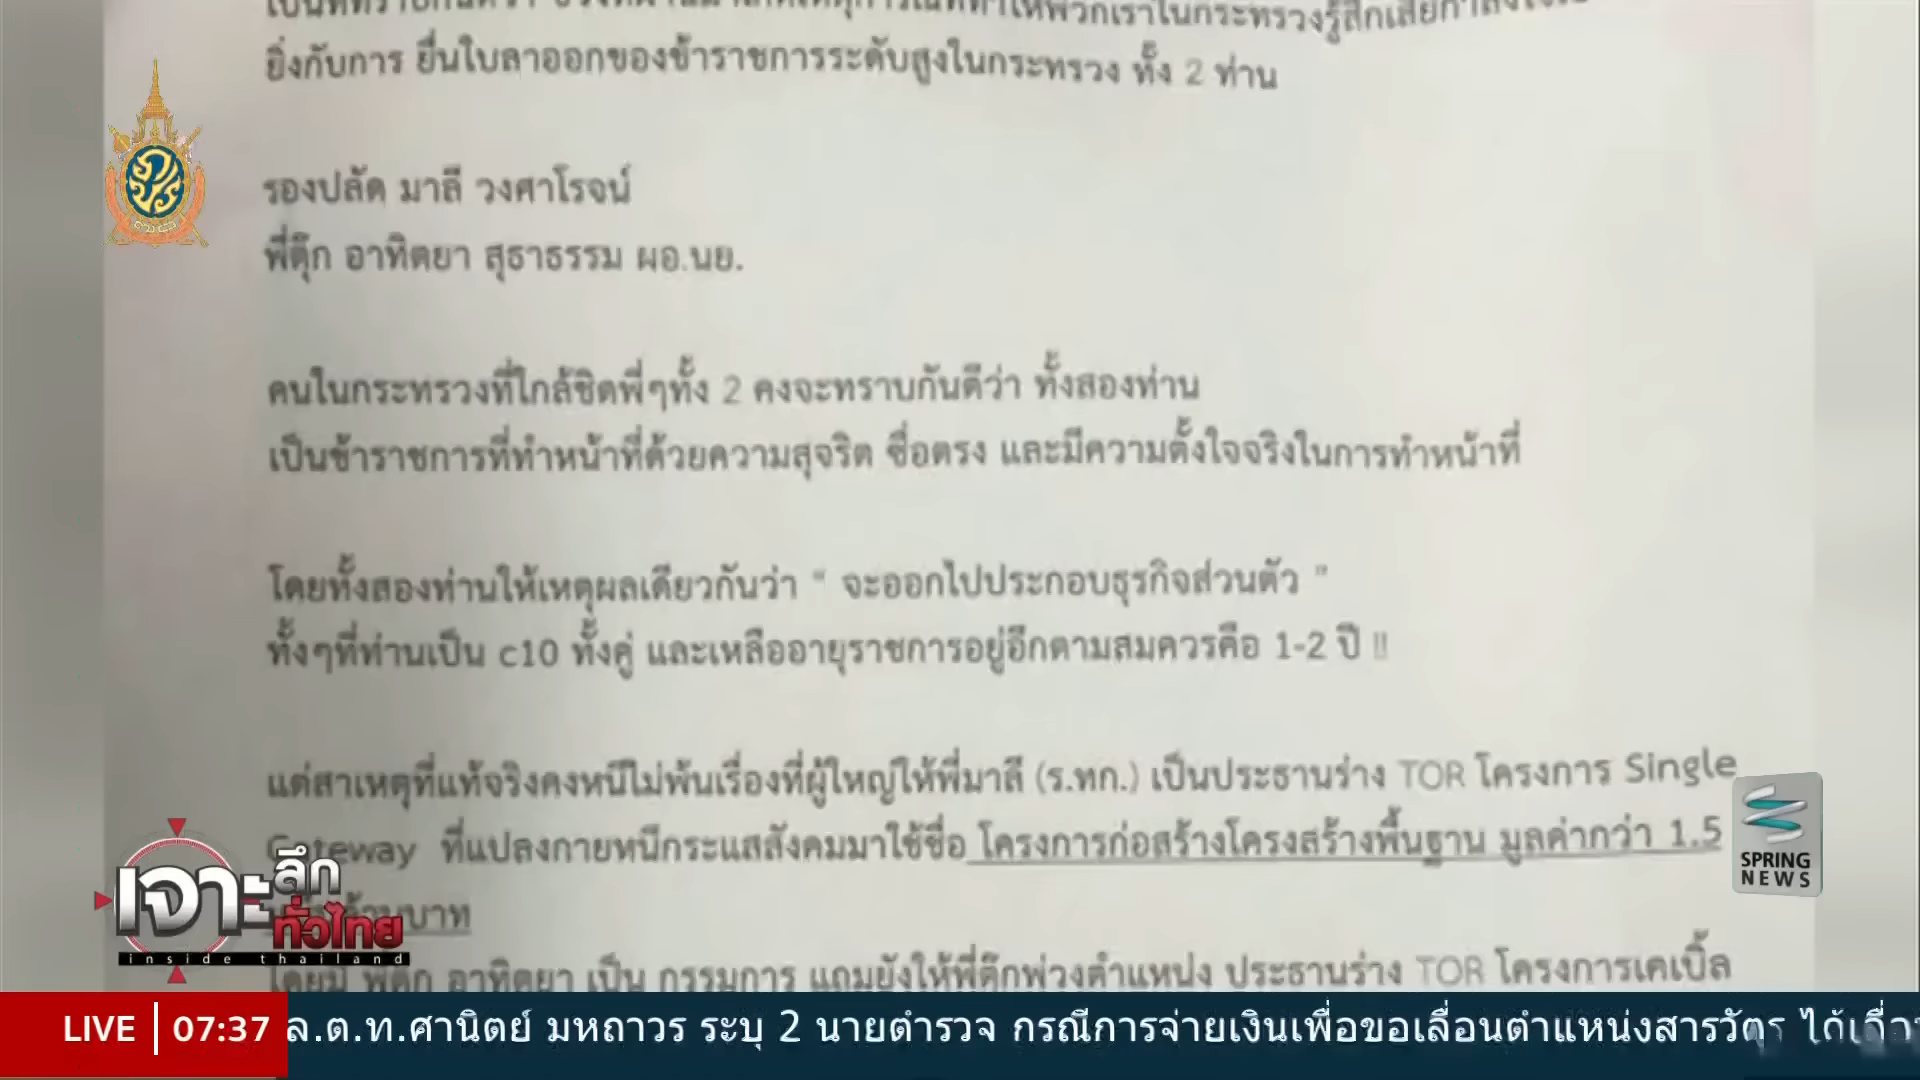 ยิ่งกับการ ยื่นใบลาออกของข้าราชการระดับสูงในกระทรวง ทั้ง 2 ท่าน
รองปลัด มาลี วงศาโรจน์
พี่ตุ๊ก อาทิตยา สุธาธรรม ผอ.นย.
คนในกระทรวงที่ใกล้ชิดพี่ๆทั้ง 2 คงจะทราบกันดีว่า ทั้งสองท่าน
เป็นข้าราชการที่ทำหน้าที่ด้วยความสุจริต ซื่อตรง และมีความตั้งใจจริงในการทำหน้าที่
โดยทั้งสองท่านให้เหตุผลเดียวกันว่า " จะออกไปประกอบธุรกิจส่วนตัว "
ทั้งๆที่ท่านเป็น c10 ทั้งคู่ และเหลืออายุราชการอยู่อีกตามสมควรคือ 1-2 ปี !!
แต่สาเหตุที่แท้จริงคงหนีไม่พ้นเรื่องที่ผู้ใหญ่ให้พี่มาลี (ร.ทก.) เป็นประธานร่าง TOR โครงการ Single
Gateway ที่แปลงกายหนีกระแสสังคมมาใช้ชื่อ โครงการก่อสร้างโครงสร้างพื้นฐาน มูลค่ากว่า 1.5
บาท
โดยมี พี่ตุ๊ก อาทิตยา เป็น กรรมการ แถมยังให้พี่ตุ๊กพ่วงตำแหน่ง ประธานร่าง TOR โครงการเคเบิ้ล
เจาะลึก
ทั่วไทย
inside thailand
SPRING
NEWS
LIVE 07:37 ล.ต.ท.ศานิตย์ มหถาวร ระบุ 2 นายตำรวจ กรณีการจ่ายเงินเพื่อขอเลื่อนตำแหน่งสารวัตร